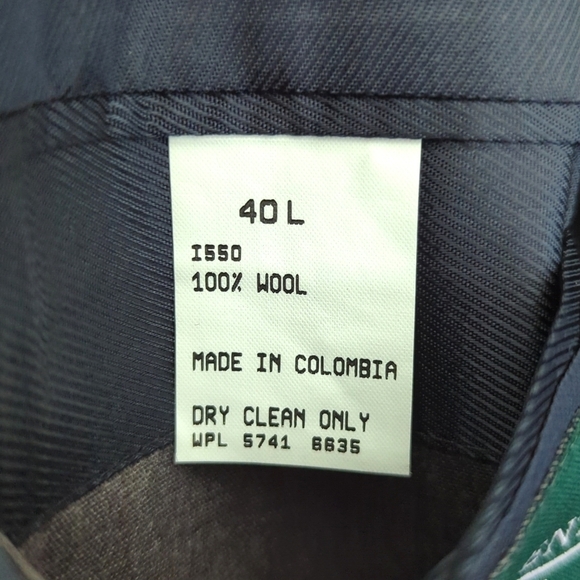 40 L
I550
100% WOOL
MADE IN COLOMBIA
DRY CLEAN ONLY
WPL 5741 6635